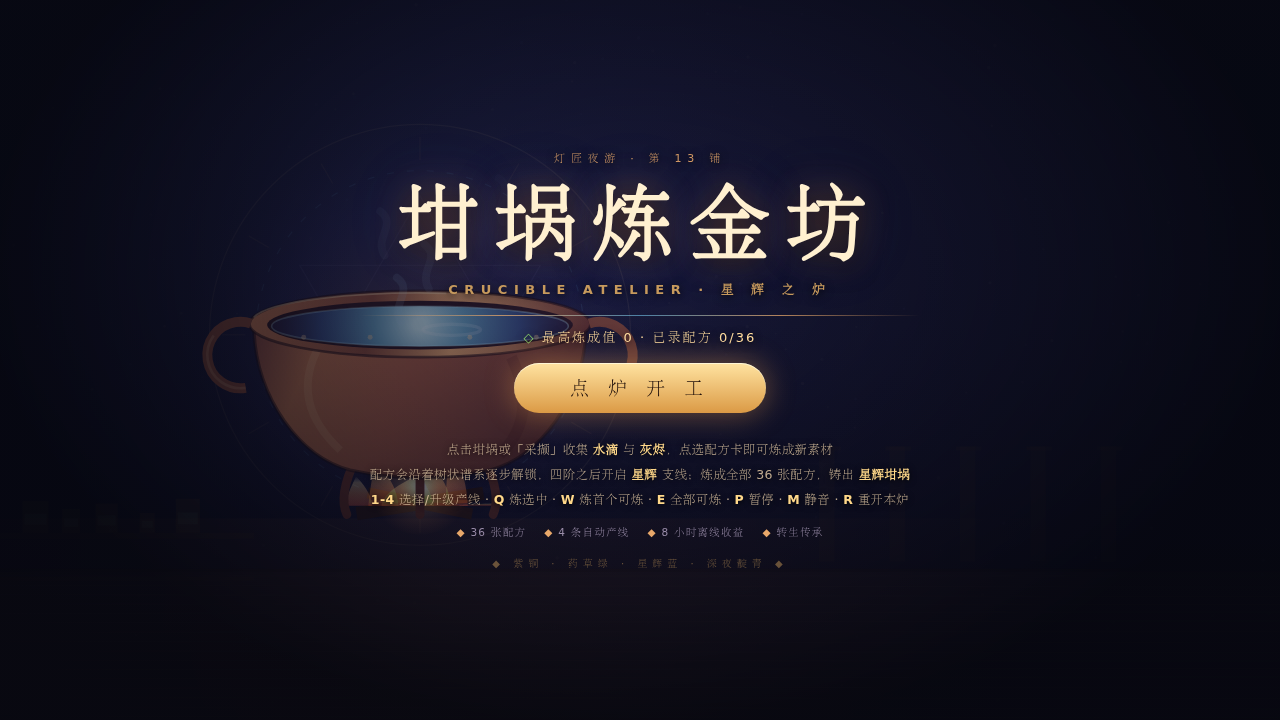 灯匠夜游 · 第 13 铺
坩埚炼金坊
CRUCIBLE ATELIER · 星辉之炉
◇ 最高炼成值 0 · 已录配方 0/36
点炉开工
点击坩埚或「采撷」收集 水滴 与 灰烬，点选配方卡即可炼成新素材
配方会沿着树状谱系逐步解锁，四阶之后开启 星辉 支线；炼成全部 36 张配方，铸出 星辉坩埚
1-4 选择/升级产线 · Q 炼选中 · W 炼首个可炼 · E 全部可炼 · P 暂停 · M 静音 · R 重开本炉
◆ 36 张配方 ◆ 4 条自动产线 ◆ 8 小时离线收益 ◆ 转生传承
◆ 紫铜 · 药草绿 · 星辉蓝 · 深夜靛青 ◆